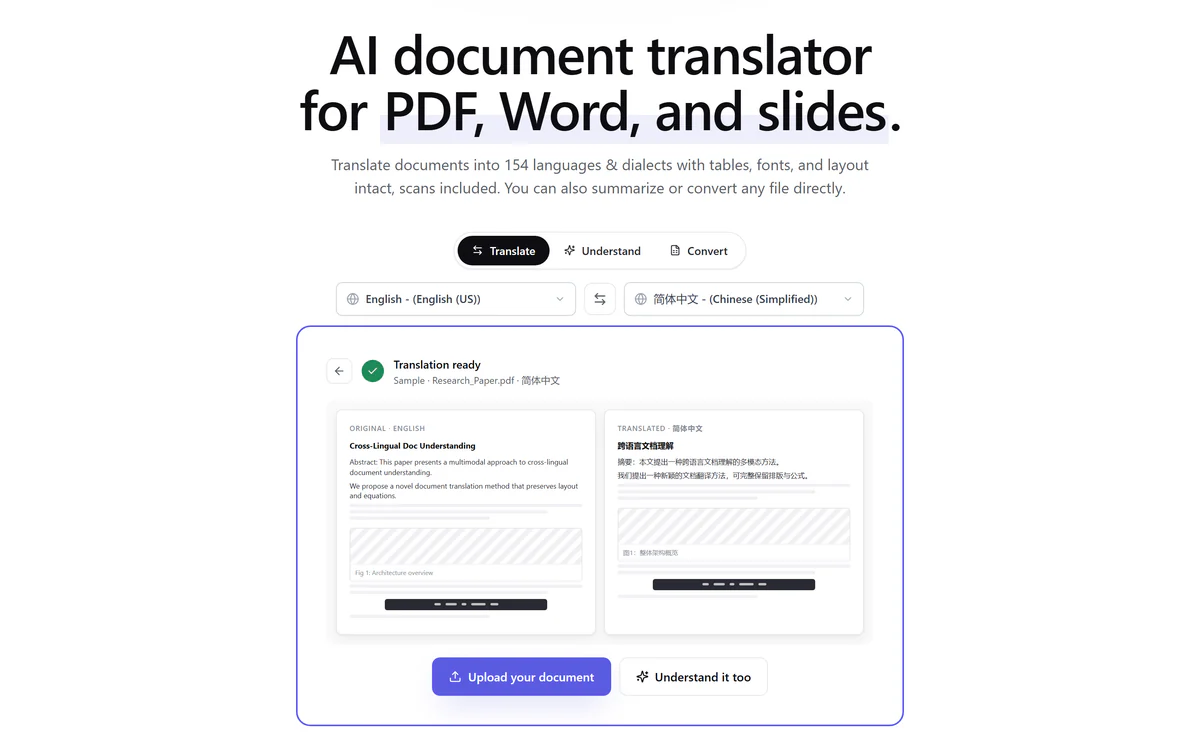 AI document translator
for PDF, Word, and slides.
Translate documents into 154 languages & dialects with tables, fonts, and layout
intact, scans included. You can also summarize or convert any file directly.
Translate
Understand
Convert
English - (English (US))
简体中文 - (Chinese (Simplified))
Translation ready
Sample · Research_Paper.pdf · 简体中文
ORIGINAL · ENGLISH
Cross-Lingual Doc Understanding
Abstract: This paper presents a multimodal approach to cross-lingual
document understanding.
We propose a novel document translation method that preserves layout
and equations.
Fig 1: Architecture overview
TRANSLATED · 简体中文
跨语言文档理解
摘要：本文提出一种跨语言文档理解的多模态方法。
我们提出一种新颖的文档翻译方法，可完整保留排版与公式。
图1：整体架构概览
Upload your document
Understand it too